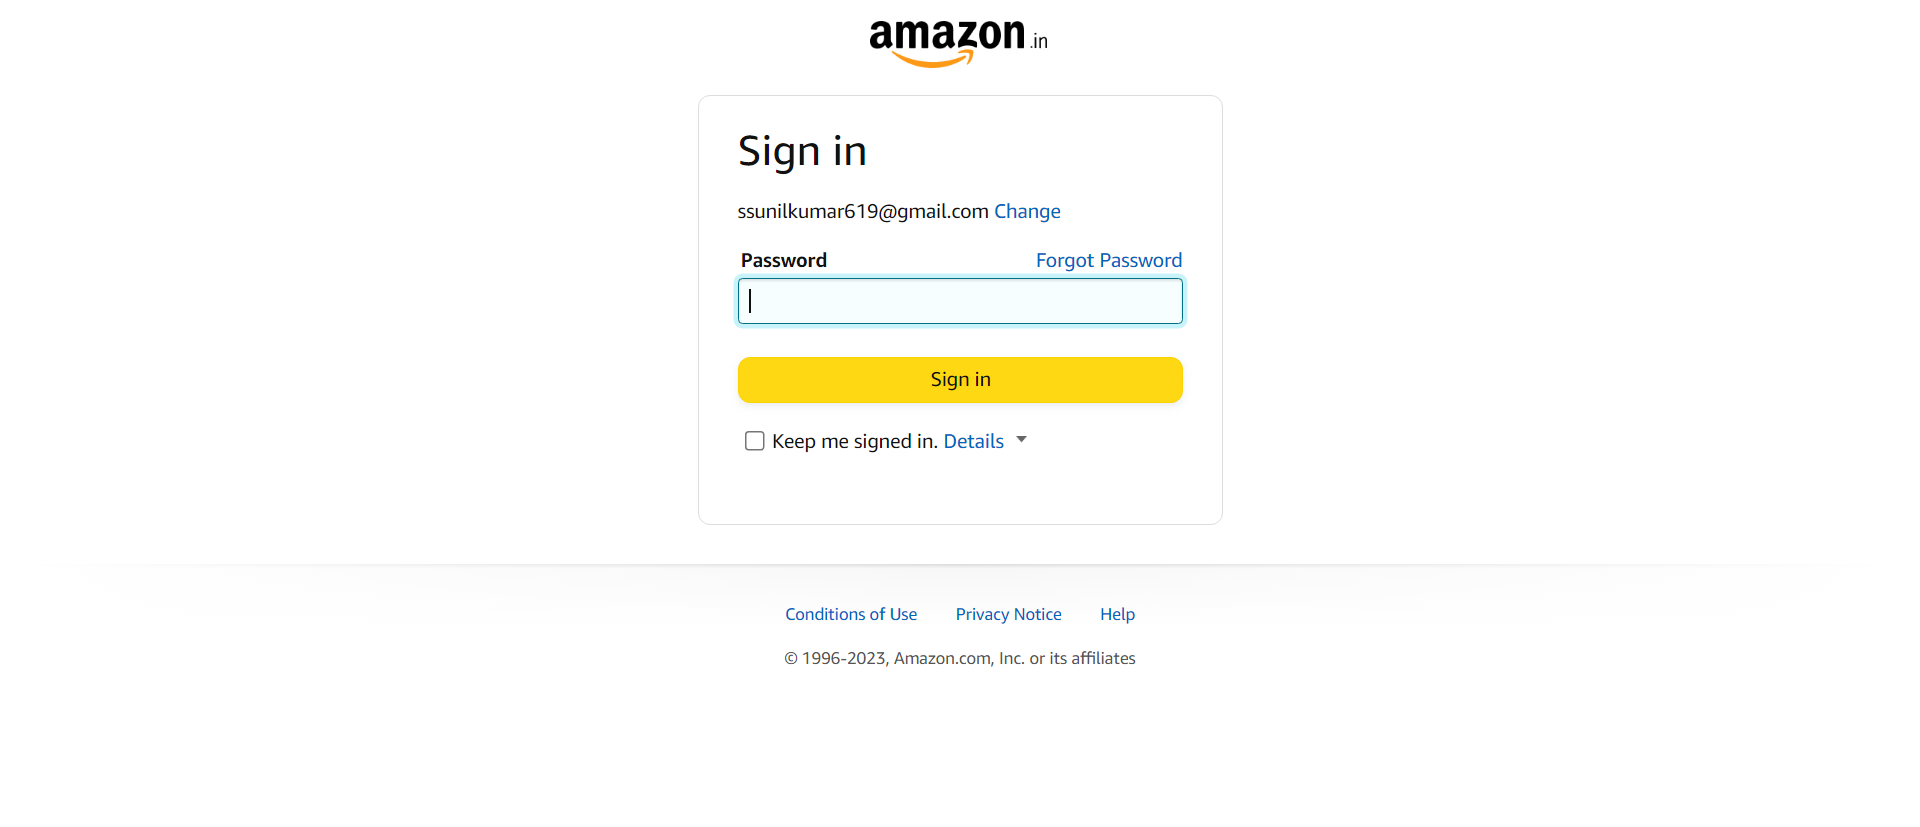 amazon.in
Sign in
ssunilkumar619@gmail.com Change
Password Forgot Password
Sign in
Keep me signed in. Details
Conditions of Use Privacy Notice Help
© 1996-2023, Amazon.com, Inc. or its affiliates